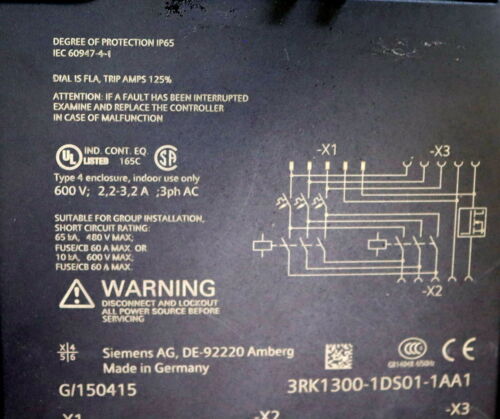 DEGREE OF PROTECTION IP65
IEC 60947-4-1
DIAL IS FLA, TRIP AMPS 125%
ATTENTION: IF A FAULT HAS BEEN INTERRUPTED
EXAMINE AND REPLACE THE CONTROLLER
IN CASE OF MALFUNCTION
UL LISTED IND. CONT. EQ. 165C SA
Type 4 enclosure, indoor use only
600 V; 2,2-3,2 A ;3ph AC
SUITABLE FOR GROUP INSTALLATION,
SHORT CIRCUIT RATING:
65 kA, 480 V MAX;
FUSE/CB 60 A MAX. OR
10 kA, 600 V MAX;
FUSE/CB 60 A MAX.
-X1 -X3
-X2
WARNING
DISCONNECT AND LOCKOUT
ALL POWER SOURCE BEFORE
SERVICING
X 4
5 6
Siemens AG, DE-92220 Amberg
Made in Germany
CCC
G/150415
3RK1300-1DS01-1AA1
-X1 -X2 -X3